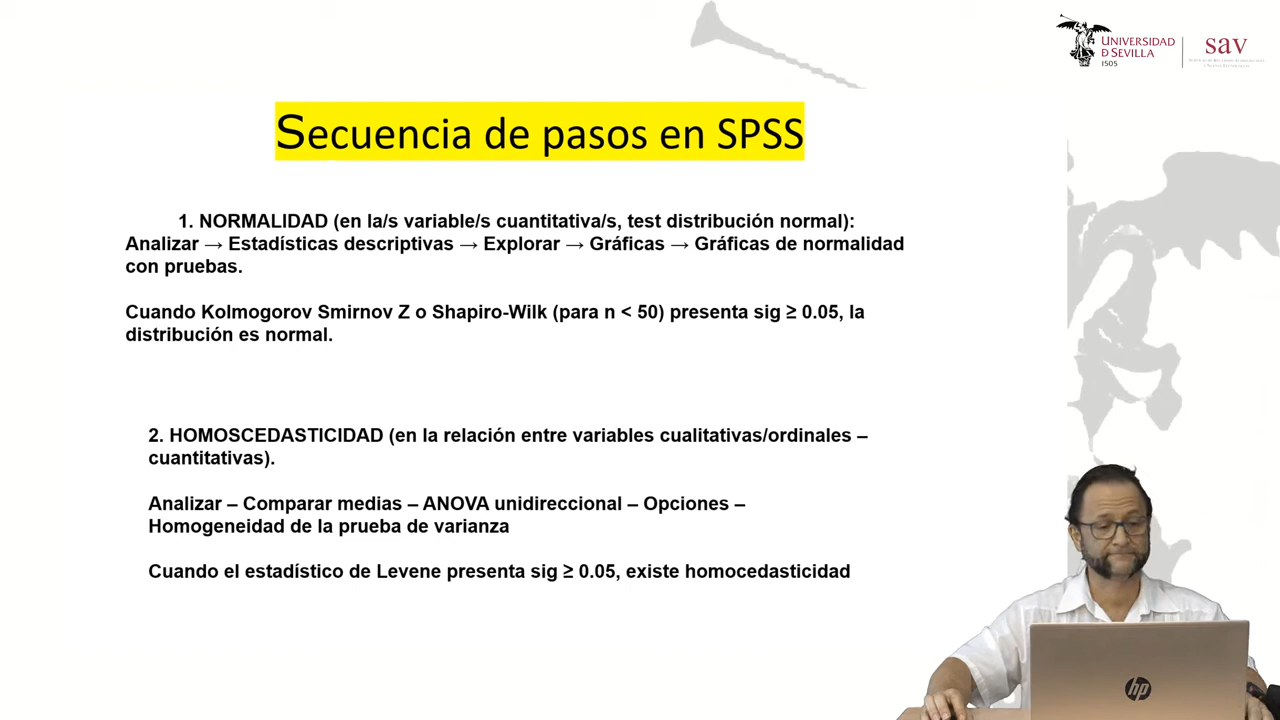 UNIVERSIDAD
D SEVILLA
1505
sav
Secuencia de pasos en SPSS
1. NORMALIDAD (en la/s variable/s cuantitativa/s, test distribución normal):
Analizar → Estadísticas descriptivas → Explorar → Gráficas → Gráficas de normalidad
con pruebas.
Cuando Kolmogorov Smirnov Z o Shapiro-Wilk (para n < 50) presenta sig ≥ 0.05, la
distribución es normal.
2. HOMOSCEDASTICIDAD (en la relación entre variables cualitativas/ordinales –
cuantitativas).
Analizar – Comparar medias – ANOVA unidireccional – Opciones –
Homogeneidad de la prueba de varianza
Cuando el estadístico de Levene presenta sig ≥ 0.05, existe homocedasticidad
hp